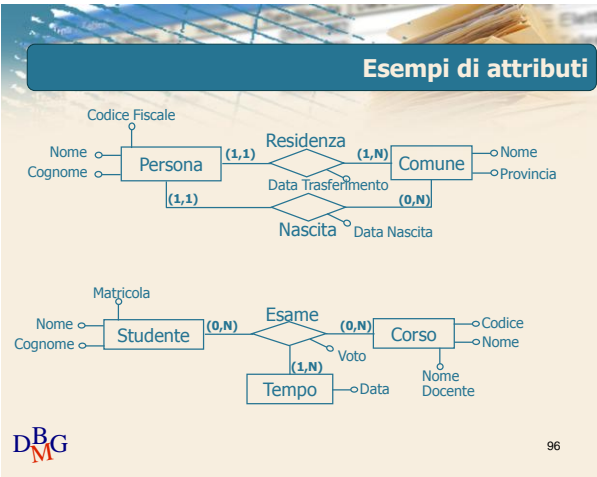 Esempi di attributi
Codice Fiscale
Nome
Cognome
Persona
(1,1)
Residenza
(1,N)
Comune
Nome
Provincia
Data Trasferimento
(1,1)
(0,N)
Nascita
Data Nascita
Matricola
Nome
Cognome
Studente
(0,N)
Esame
(0,N)
Corso
Codice
Nome
Voto
(1,N)
Nome
Docente
Tempo
Data
DBMG
96